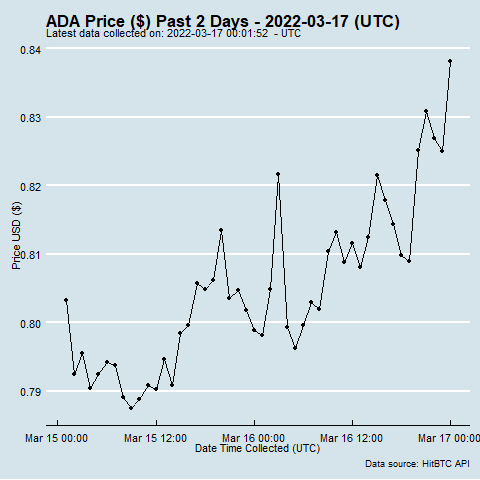 ADA Price ($) Past 2 Days - 2022-03-17 (UTC)
Latest data collected on: 2022-03-17 00:01:52 - UTC
0.84
0.83
0.82
0.81
0.80
0.79
Price USD ($)
Mar 15 00:00 Mar 15 12:00 Mar 16 00:00 Mar 16 12:00 Mar 17 00:00
Date Time Collected (UTC)
Data source: HitBTC API